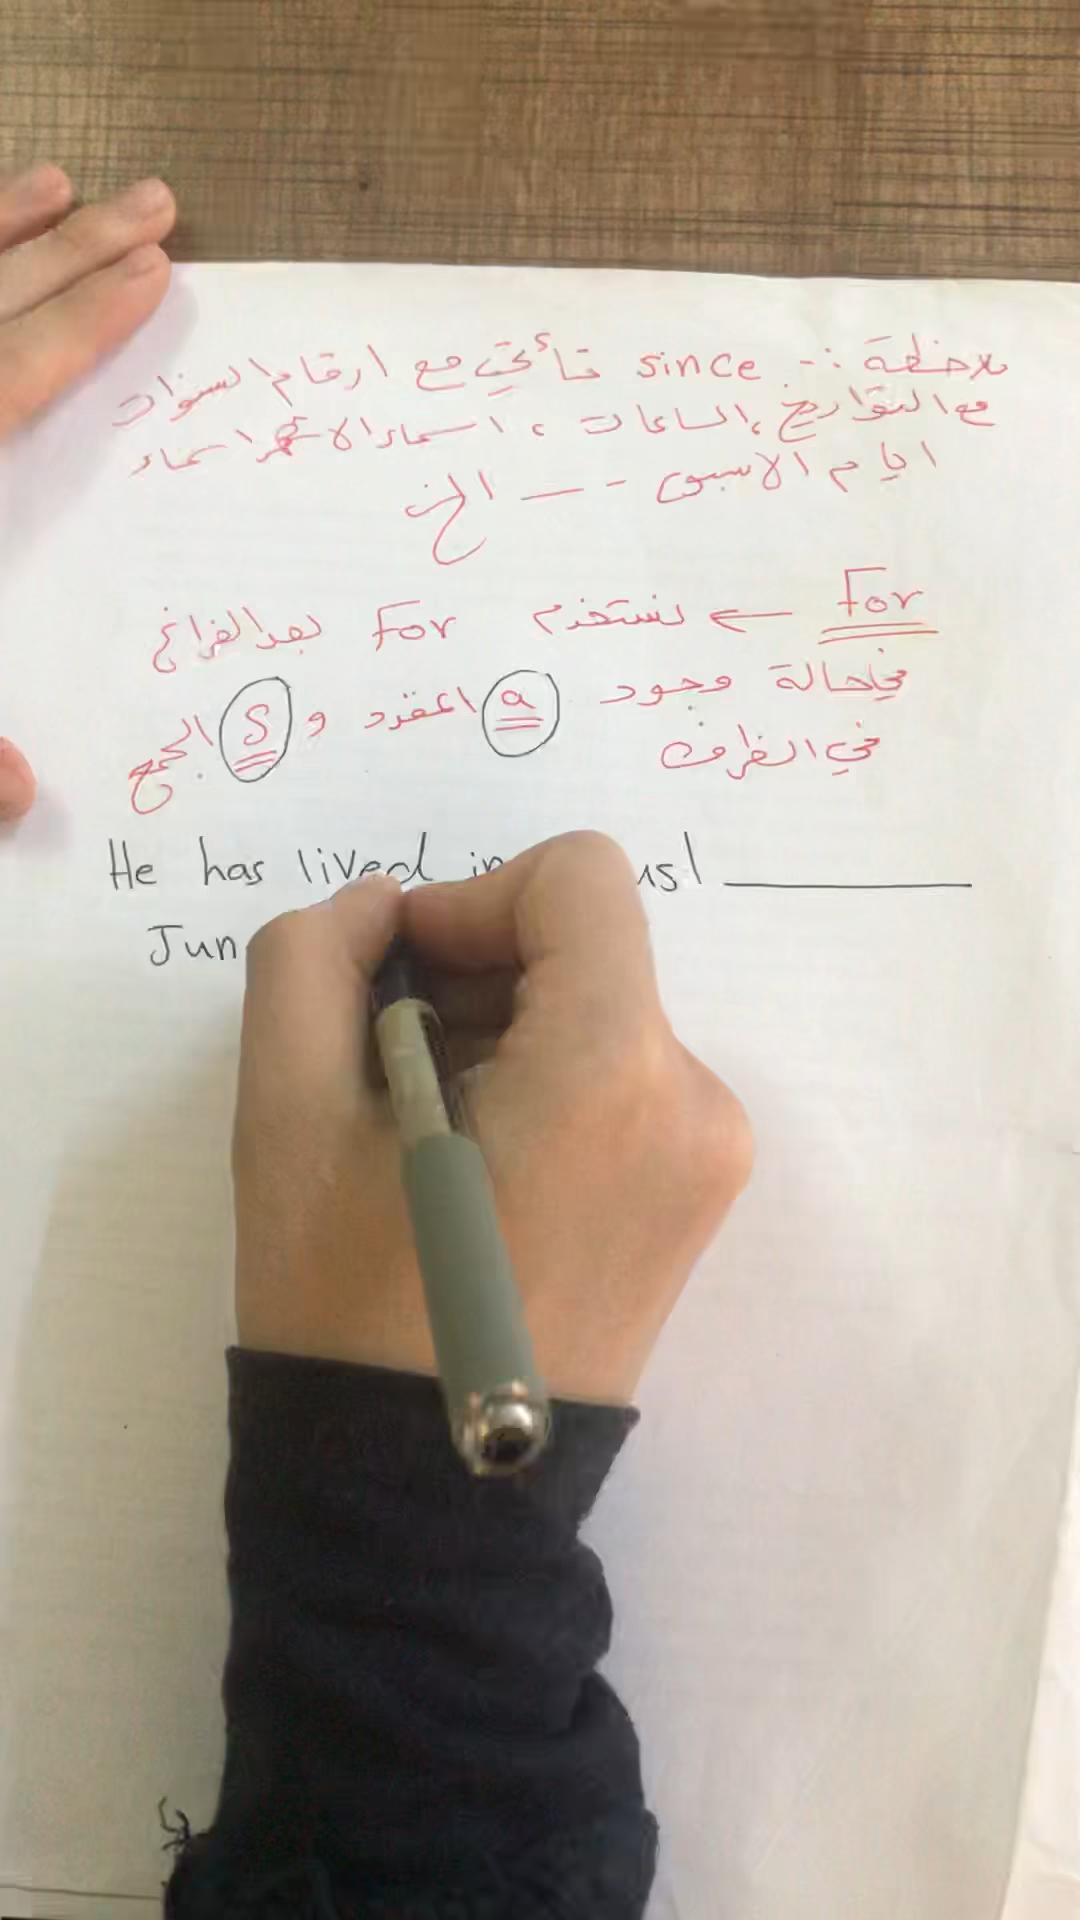 ملاحظة :- since تأتي مع ارقام السنوات
مع التواريخ ، الساعات ، اسماء الاشهر اسماء
ايام الاسبوع - - - الخ
For ← نستخدم For بعد الفراغ
في حالة وجود a المفرد و S الجمع
في الظرف
He has lived in
Jun